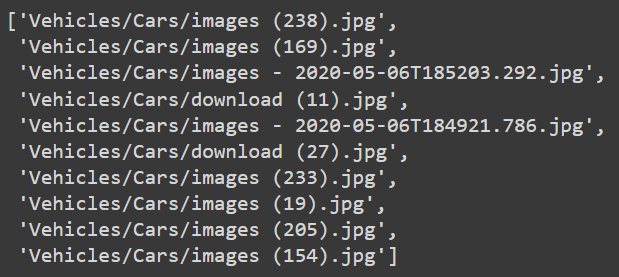 ['Vehicles/Cars/images (238).jpg',
'Vehicles/Cars/images (169).jpg',
'Vehicles/Cars/images - 2020-05-06T185203.292.jpg',
'Vehicles/Cars/download (11).jpg',
'Vehicles/Cars/images - 2020-05-06T184921.786.jpg',
'Vehicles/Cars/download (27).jpg',
'Vehicles/Cars/images (233).jpg',
'Vehicles/Cars/images (19).jpg',
'Vehicles/Cars/images (205).jpg',
'Vehicles/Cars/images (154).jpg']